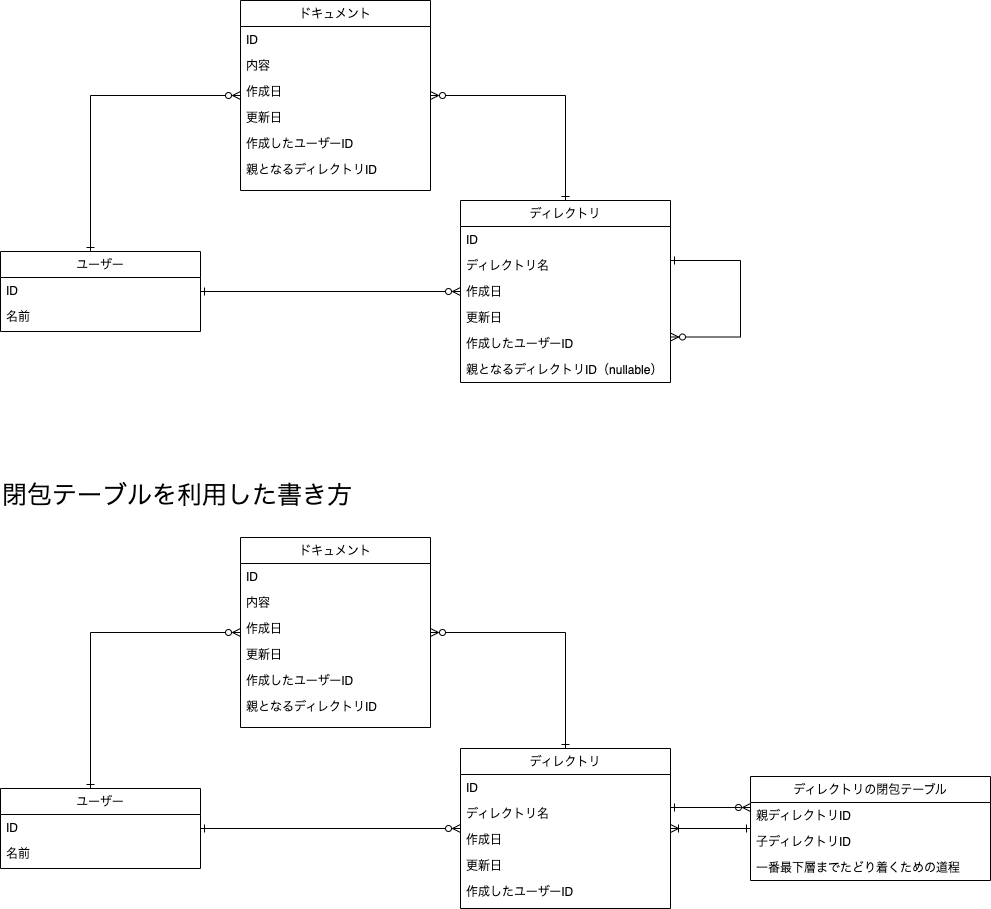 ドキュメント
ID
内容
作成日
更新日
作成したユーザーID
親となるディレクトリID
ディレクトリ
ID
ディレクトリ名
作成日
更新日
作成したユーザーID
親となるディレクトリID（nullable）
ユーザー
ID
名前
閉包テーブルを利用した書き方
ドキュメント
ID
内容
作成日
更新日
作成したユーザーID
親となるディレクトリID
ディレクトリ
ID
ディレクトリ名
作成日
更新日
作成したユーザーID
ディレクトリの閉包テーブル
親ディレクトリID
子ディレクトリID
一番最下層までたどり着くための道程
ユーザー
ID
名前